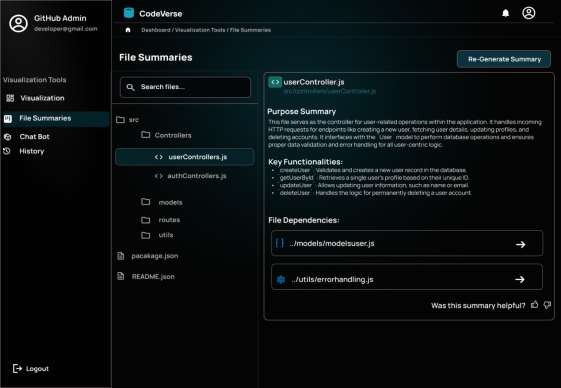 GitHub Admin
developer@gmail.com
Visualization Tools
Visualization
File Summaries
Chat Bot
History
Logout
CodeVerse
Dashboard / Visualization Tools / File Summaries
File Summaries
Re-Generate Summary
Search files...
src
Controllers
<> userControllers.js
<> authControllers.js
models
routes
utils
pacakage.json
README.json
<> userController.js
src/controllers/userController.js
Purpose Summary
This file serves as the controller for user-related operations within the application. It handles incoming
HTTP requests for endpoints like creating a new user, fetching user details, updating profiles, and
deleting accounts. It interfaces with the `User` model to perform database operations and ensures
proper data validation and error handling for all user-centric logic.
Key Functionalities:
• `createUser`: Validates and creates a new user record in the database.
• `getUserById`: Retrieves a single user's profile based on their unique ID.
• `updateUser`: Allows updating user information, such as name or email.
• `deleteUser`: Handles the logic for permanently deleting a user account.
File Dependencies:
../models/modelsuser.js
../utils/errorhandling.js
Was this summary helpful?